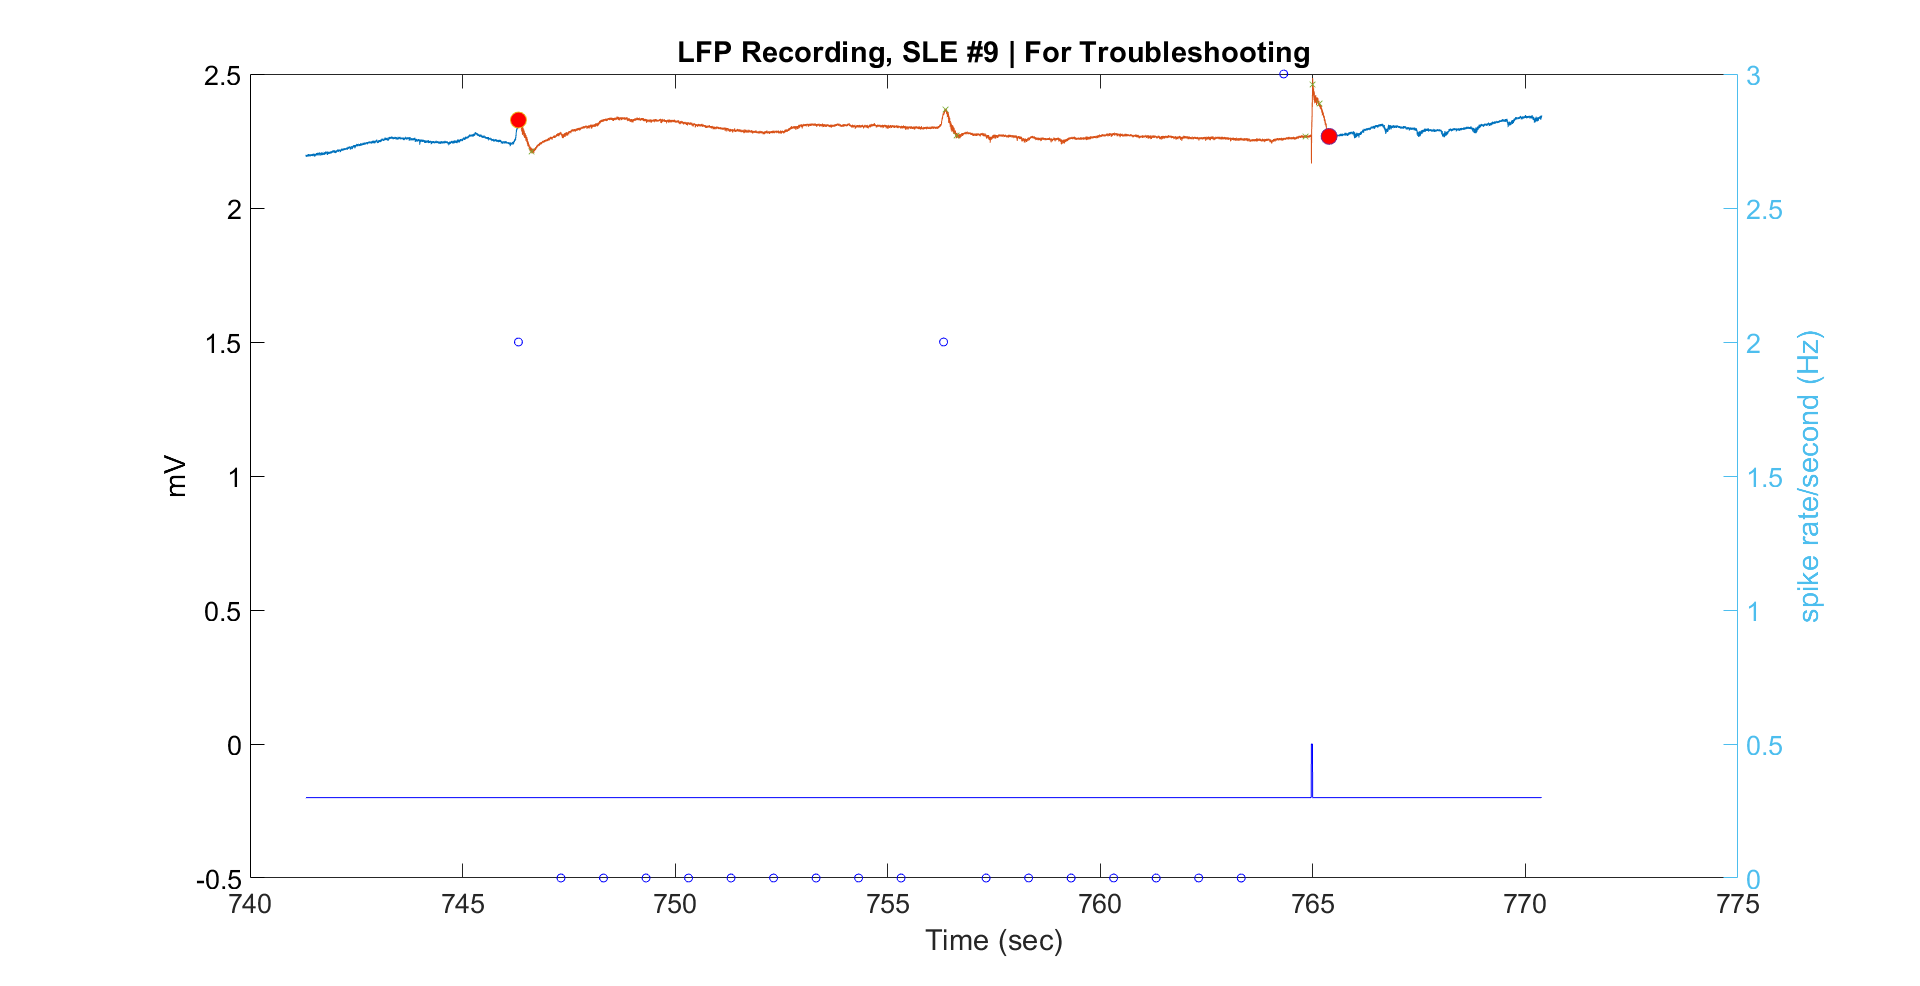 LFP Recording, SLE #9 | For Troubleshooting
2.5
2
1.5
1
0.5
0
-0.5
mV
3
2.5
2
1.5
1
0.5
0
spike rate/second (Hz)
740 745 750 755 760 765 770 775
Time (sec)